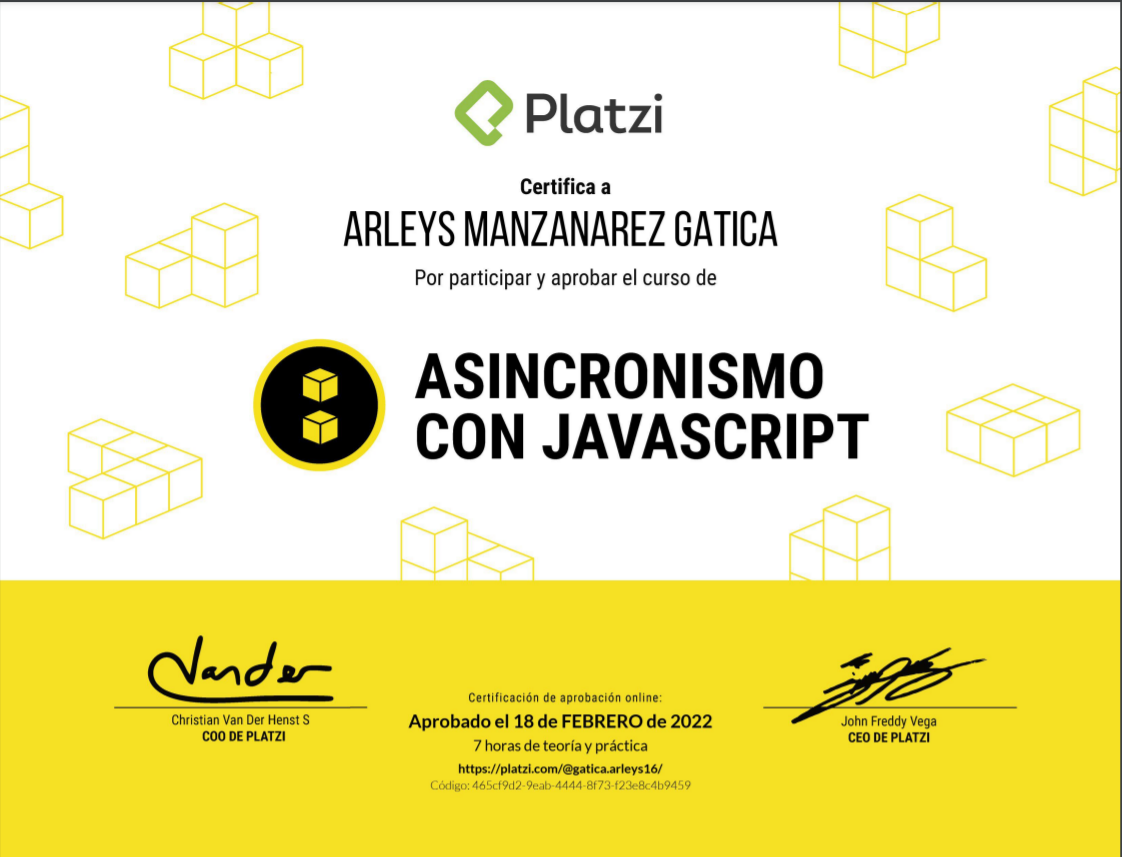 Platzi
Certifica a
ARLEYS MANZANAREZ GATICA
Por participar y aprobar el curso de
ASINCRONISMO
CON JAVASCRIPT
Vander
Christian Van Der Henst S
COO DE PLATZI
Certificación de aprobación online:
Aprobado el 18 de FEBRERO de 2022
7 horas de teoría y práctica
https://platzi.com/@gatica.arleys16/
Código: 465cf9d2-9eab-4444-8f73-f23e8c4b9459
John Freddy Vega
CEO DE PLATZI